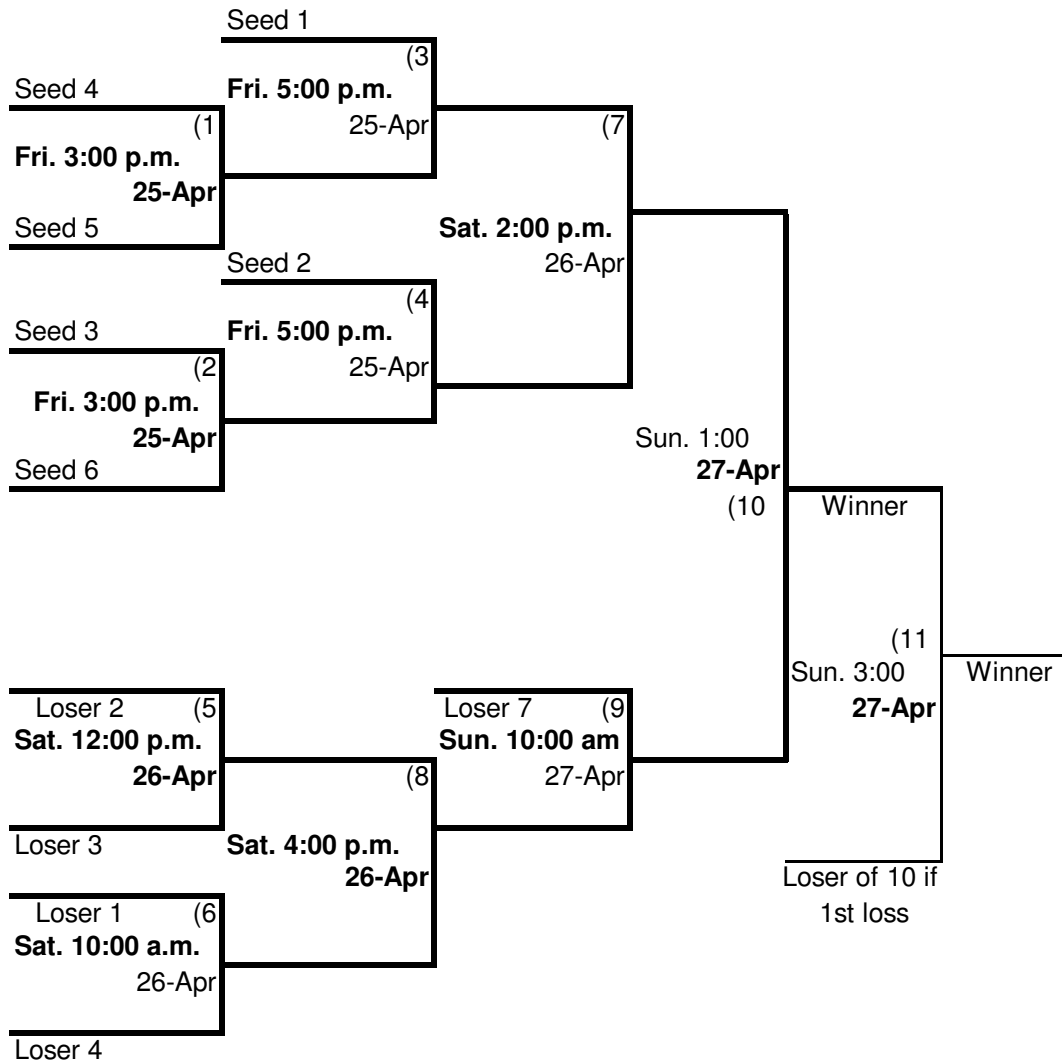 Seed 1
(3
Seed 4
Fri. 5:00 p.m.
(1
25-Apr
(7
Fri. 3:00 p.m.
25-Apr
Seed 5
Sat. 2:00 p.m.
Seed 2
26-Apr
(4
Seed 3
Fri. 5:00 p.m.
(2
25-Apr
Fri. 3:00 p.m.
25-Apr
Sun. 1:00
Seed 6
27-Apr
(10
Winner
(11
Sun. 3:00
Winner
Loser 2
(5
Loser 7
(9
27-Apr
Sat. 12:00 p.m.
Sun. 10:00 am
26-Apr
(8
27-Apr
Loser 3
Sat. 4:00 p.m.
26-Apr
Loser of 10 if
1st loss
Loser 1
(6
Sat. 10:00 a.m.
26-Apr
Loser 4